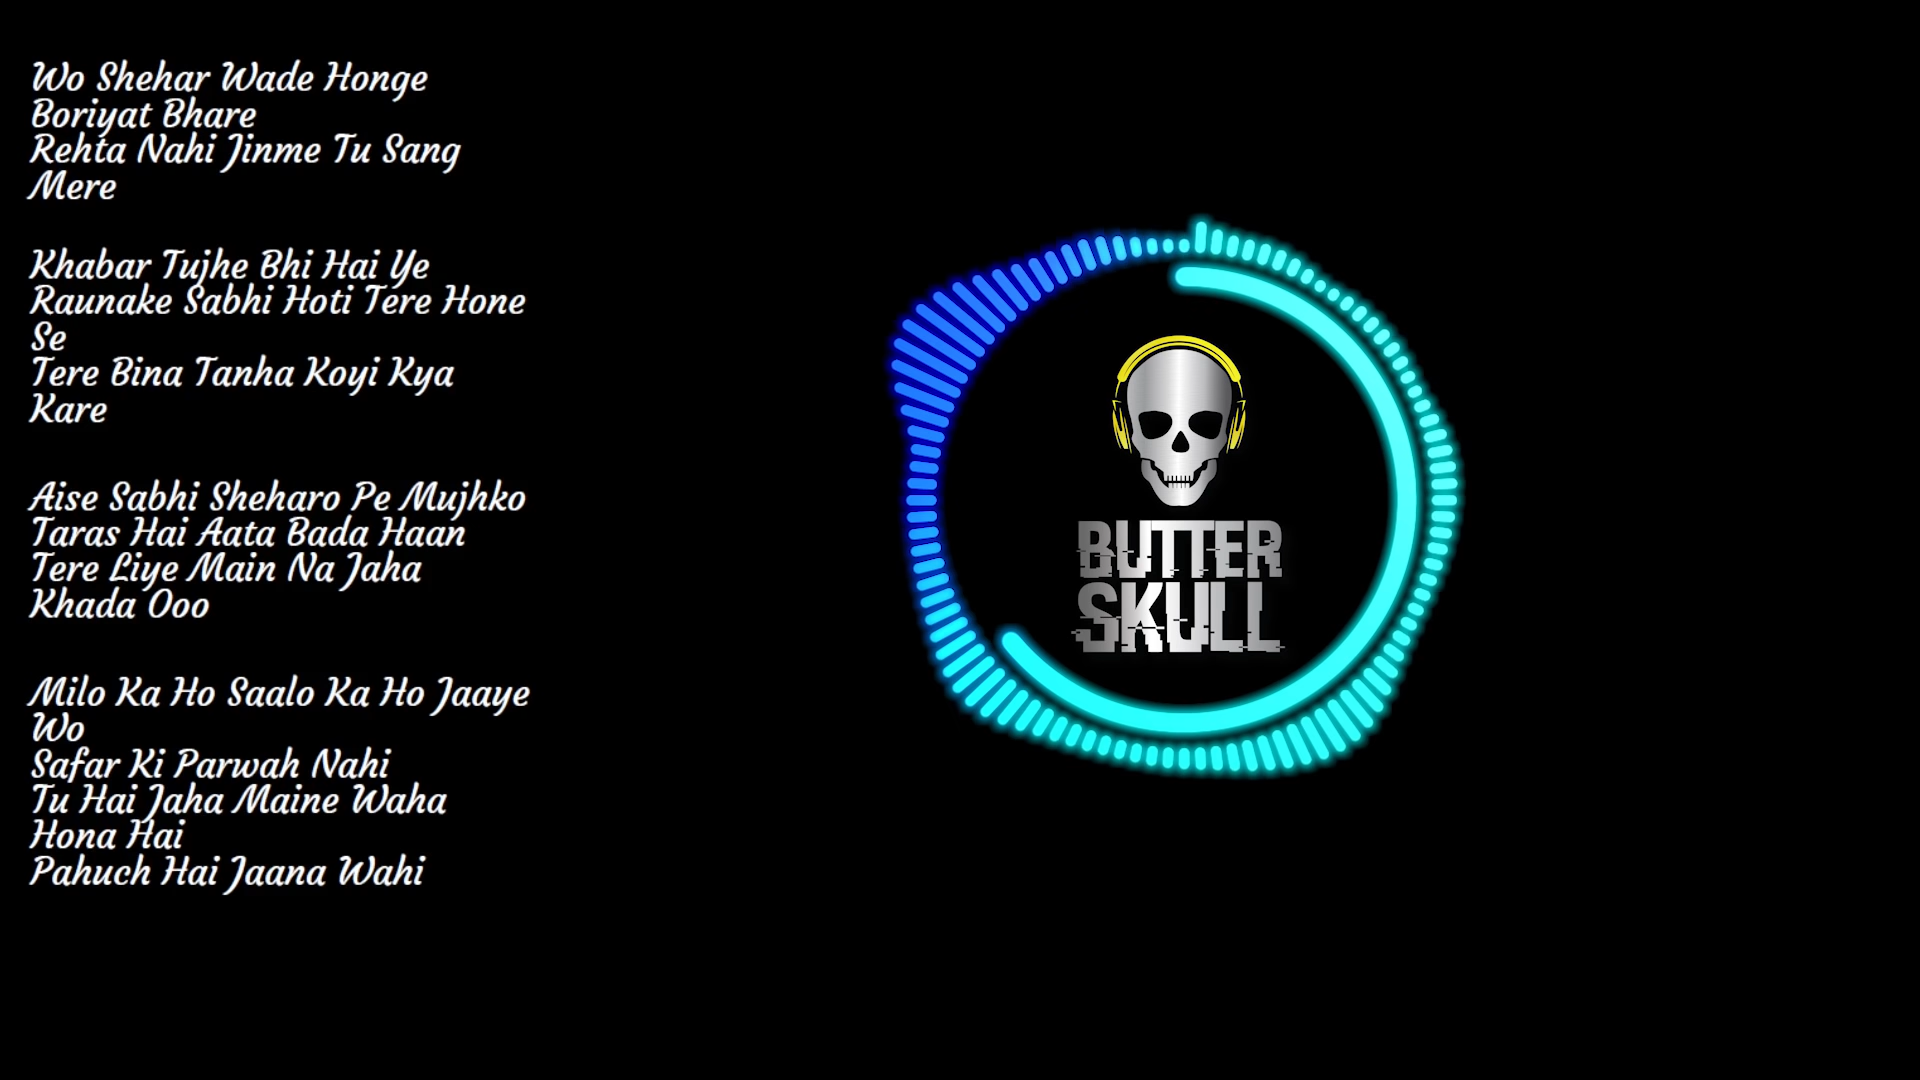 Wo Shehar Wade Honge
Boriyat Bhare
Rehta Nahi Jinme Tu Sang
Mere
Khabar Tujhe Bhi Hai Ye
Raunake Sabhi Hoti Tere Hone
Se
Tere Bina Tanha Koyi Kya
Kare
Aise Sabhi Sheharo Pe Mujhko
Taras Hai Aata Bada Haan
Tere Liye Main Na Jaha
Khada Ooo
Milo Ka Ho Saalo Ka Ho Jaaye
Wo
Safar Ki Parwah Nahi
Tu Hai Jaha Maine Waha
Hona Hai
Pahuch Hai Jaana Wahi
BUTTER
SKULL